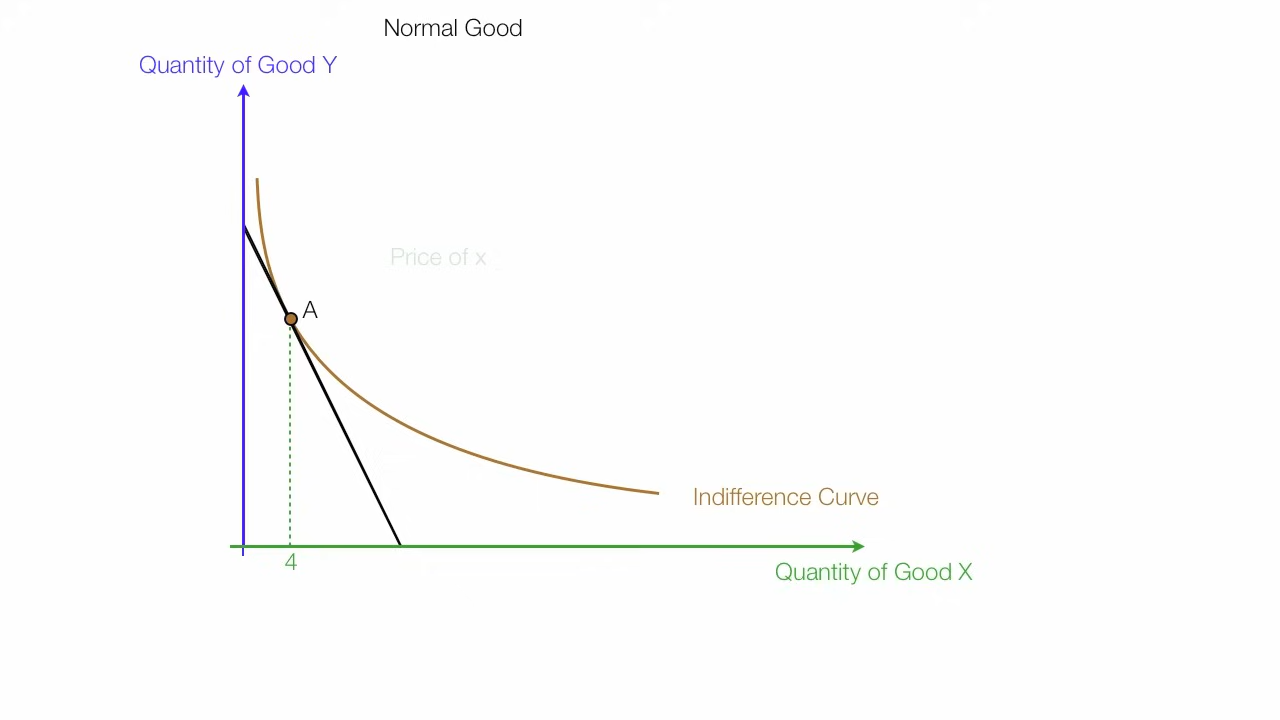 Normal Good
Quantity of Good Y
Price of x
A
Indifference Curve
4
Quantity of Good X